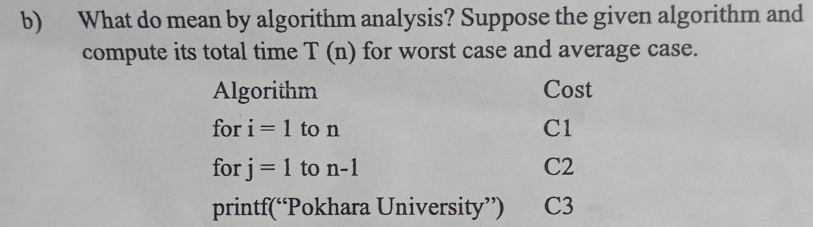 b) What do mean by algorithm analysis? Suppose the given algorithm and
compute its total time T (n) for worst case and average case.
Algorithm Cost
for i = 1 to n C1
for j = 1 to n-1 C2
printf(“Pokhara University”) C3